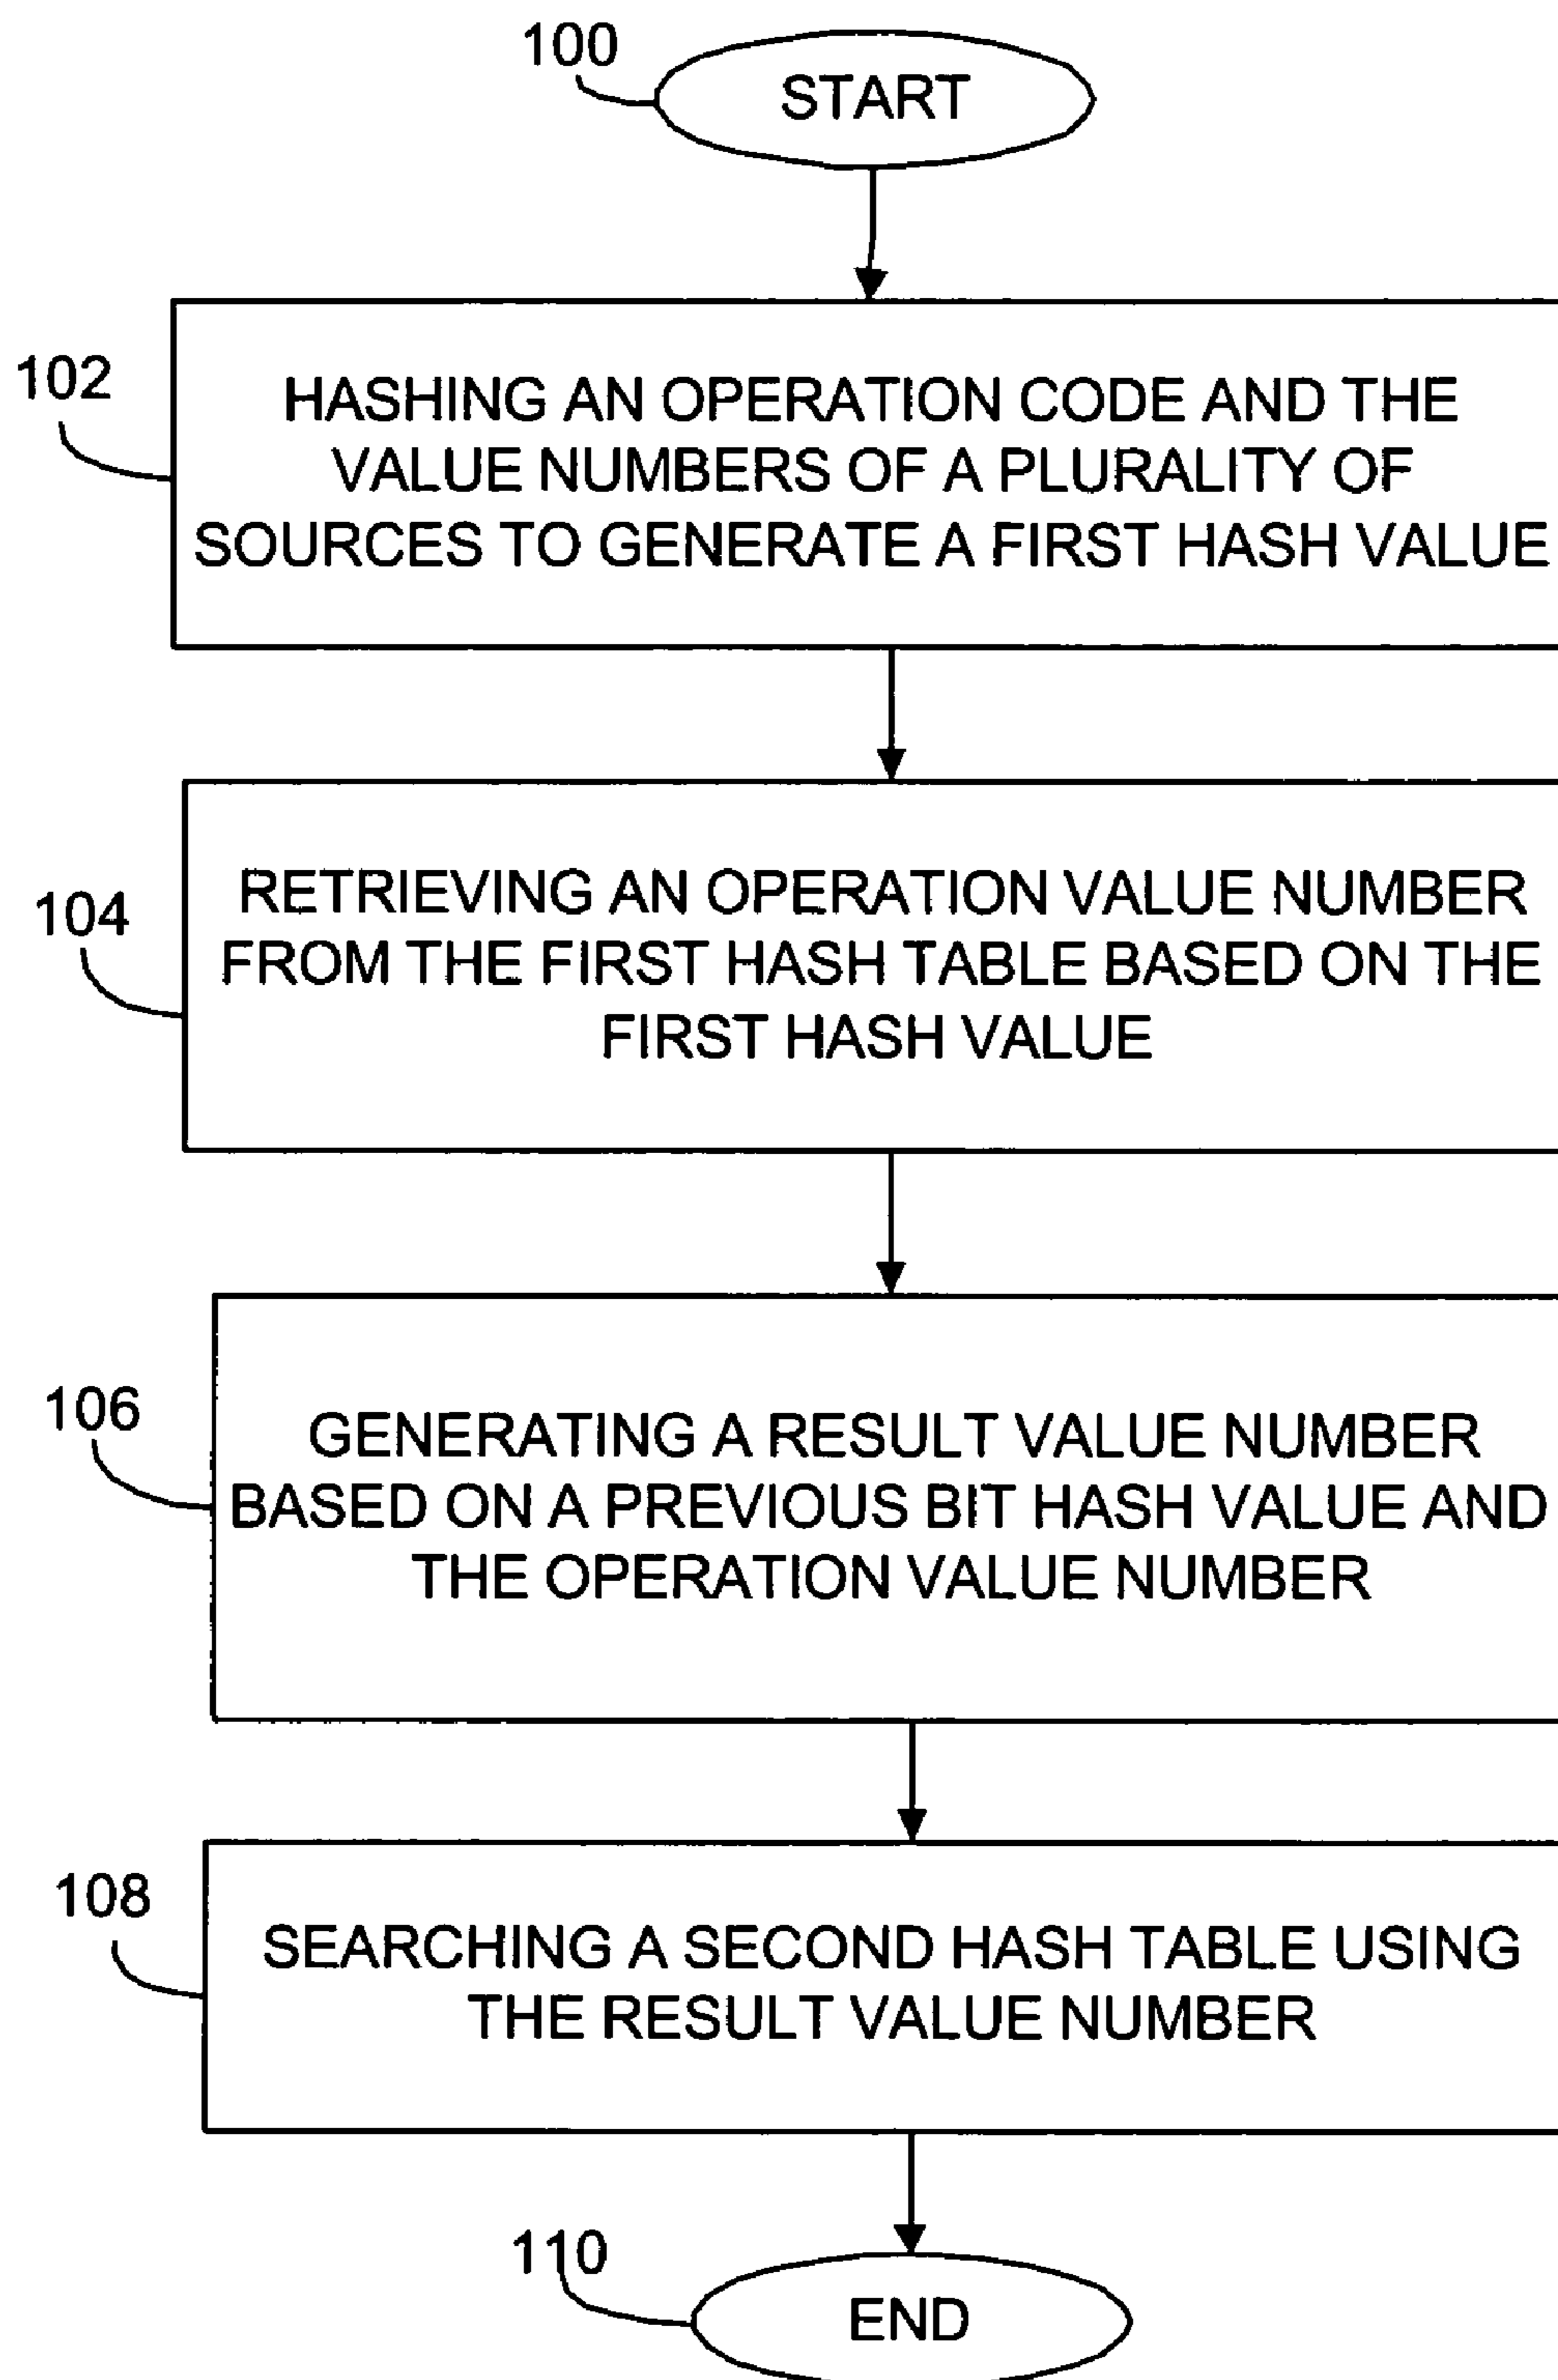 100
START
102
HASHING AN OPERATION CODE AND THE
VALUE NUMBERS OF A PLURALITY OF
SOURCES TO GENERATE A FIRST HASH VALUE
104
RETRIEVING AN OPERATION VALUE NUMBER
FROM THE FIRST HASH TABLE BASED ON THE
FIRST HASH VALUE
106
GENERATING A RESULT VALUE NUMBER
BASED ON A PREVIOUS BIT HASH VALUE AND
THE OPERATION VALUE NUMBER
108
SEARCHING A SECOND HASH TABLE USING
THE RESULT VALUE NUMBER
110
END